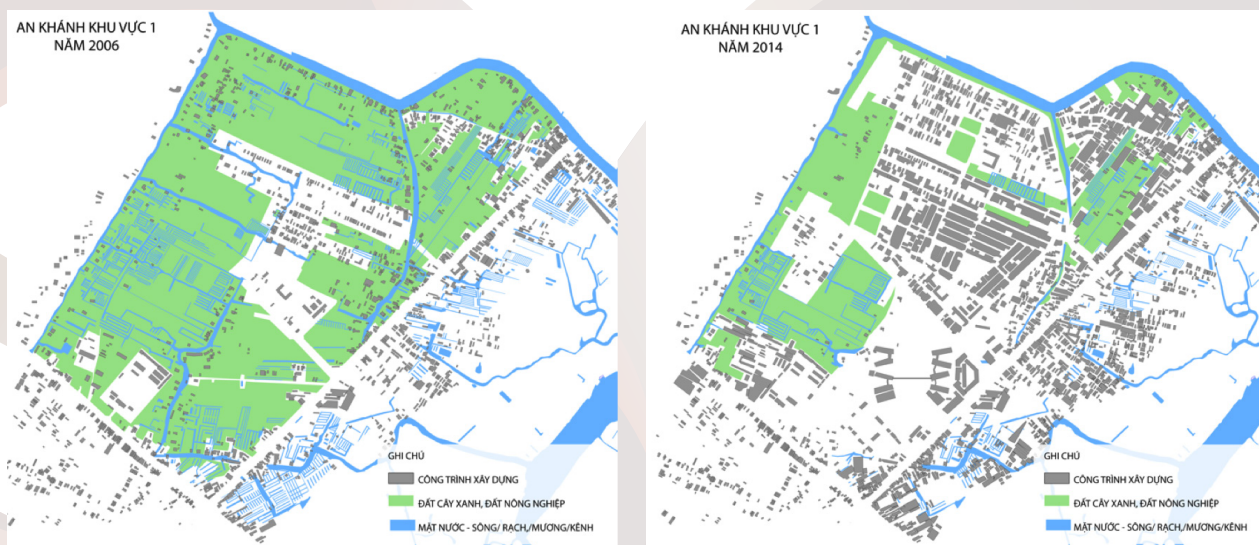 AN KHÁNH KHU VỰC 1
NĂM 2006
GHI CHÚ
CÔNG TRÌNH XÂY DỰNG
ĐẤT CÂY XANH, ĐẤT NÔNG NGHIỆP
MẶT NƯỚC - SÔNG/ RẠCH,/MƯƠNG/KÊNH
AN KHÁNH KHU VỰC 1
NĂM 2014
GHI CHÚ
CÔNG TRÌNH XÂY DỰNG
ĐẤT CÂY XANH, ĐẤT NÔNG NGHIỆP
MẶT NƯỚC - SÔNG/ RẠCH,/MƯƠNG/KÊNH